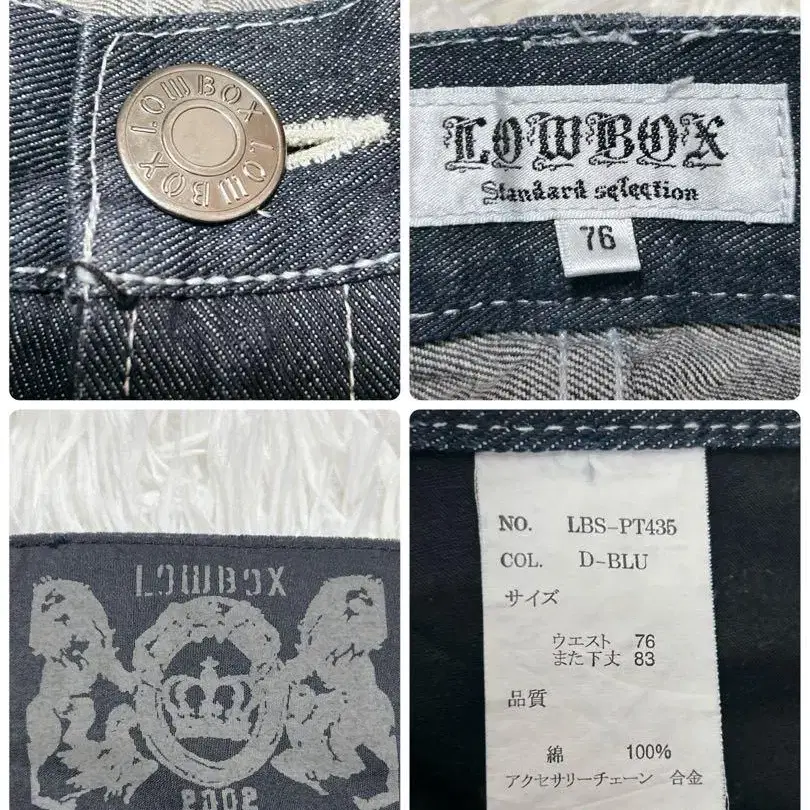 LOWBOX LOWBOX
LOWBOX
Standard selection
76
LOWBOX
2002
NO. LBS-PT435
COL. D-BLU
サイズ
ウエスト 76
また下丈 83
品質
綿 100%
アクセサリーチェーン 合金